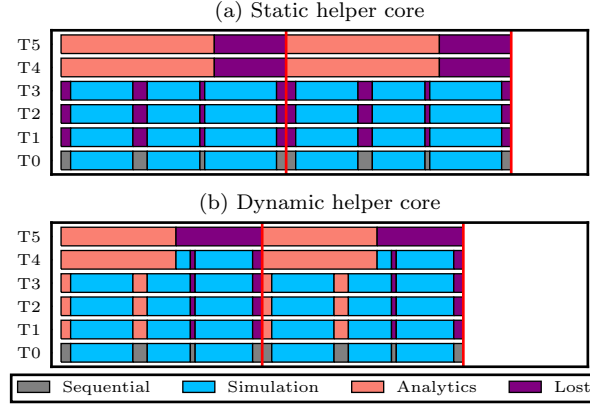 (a) Static helper core
T5
T4
T3
T2
T1
T0
(b) Dynamic helper core
T5
T4
T3
T2
T1
T0
Sequential Simulation Analytics Lost